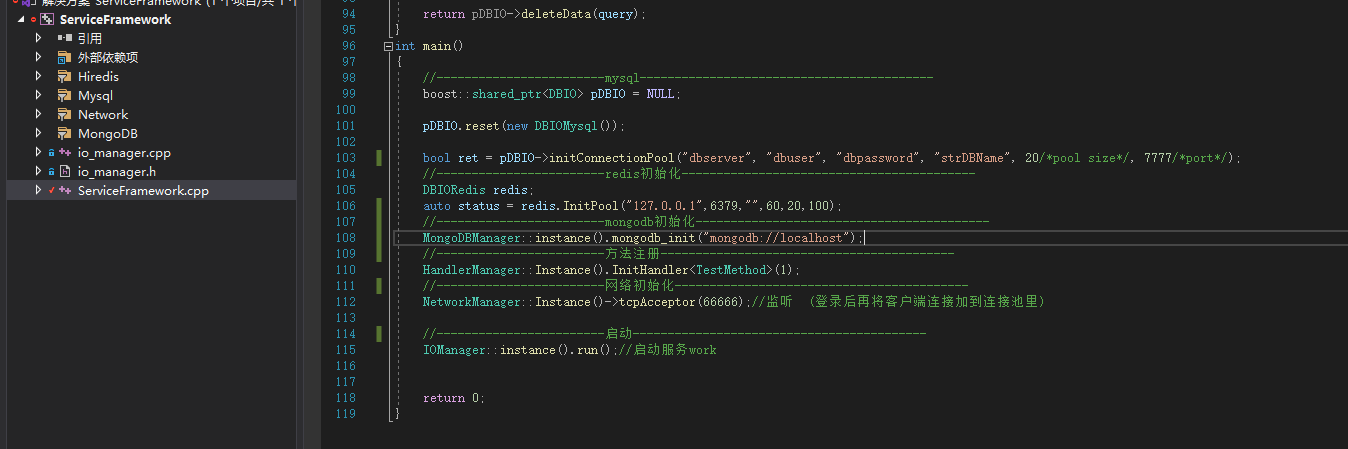 解决方案"ServiceFramework"(1 个项目/共 1 个
ServiceFramework
引用
外部依赖项
Hiredis
Mysql
Network
MongoDB
io_manager.cpp
io_manager.h
ServiceFramework.cpp
94 return pDBIO->deleteData(query);
95 }
96 int main()
97 {
98 //------------------------mysql------------------------------------------
99 boost::shared_ptr<DBIO> pDBIO = NULL;
100
101 pDBIO.reset(new DBIOMysql());
102
103 bool ret = pDBIO->initConnectionPool("dbserver", "dbuser", "dbpassword", "strDBName", 20/*pool size*/, 7777/*port*/);
104 //------------------------redis初始化------------------------------------------
105 DBIORedis redis;
106 auto status = redis.InitPool("127.0.0.1",6379,"",60,20,100);
107 //------------------------mongodb初始化------------------------------------------
108 MongoDBManager::instance().mongodb_init("mongodb://localhost");
109 //------------------------方法注册------------------------------------------
110 HandlerManager::Instance().InitHandler<TestMethod>(1);
111 //------------------------网络初始化------------------------------------------
112 NetworkManager::Instance()->tcpAcceptor(66666);//监听 （登录后再将客户端连接加到连接池里）
113
114 //------------------------启动------------------------------------------
115 IOManager::instance().run();//启动服务work
116
117
118 return 0;
119 }